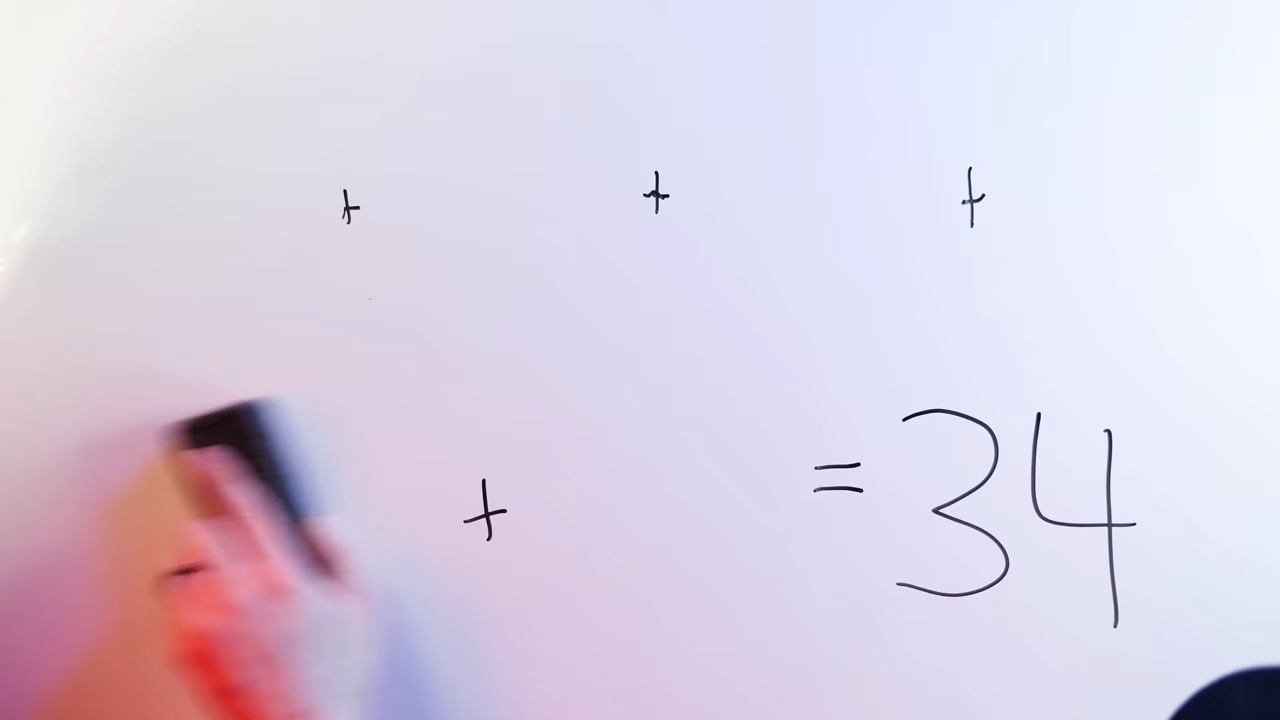 + + +
+ = 34